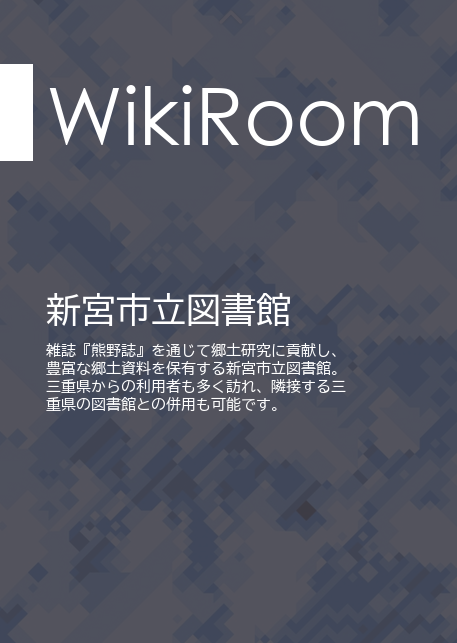 WikiRoom
新宮市立図書館
雑誌『熊野誌』を通じて郷土研究に貢献し、
豊富な郷土資料を保有する新宮市立図書館。
三重県からの利用者も多く訪れ、隣接する三
重県の図書館との併用も可能です。